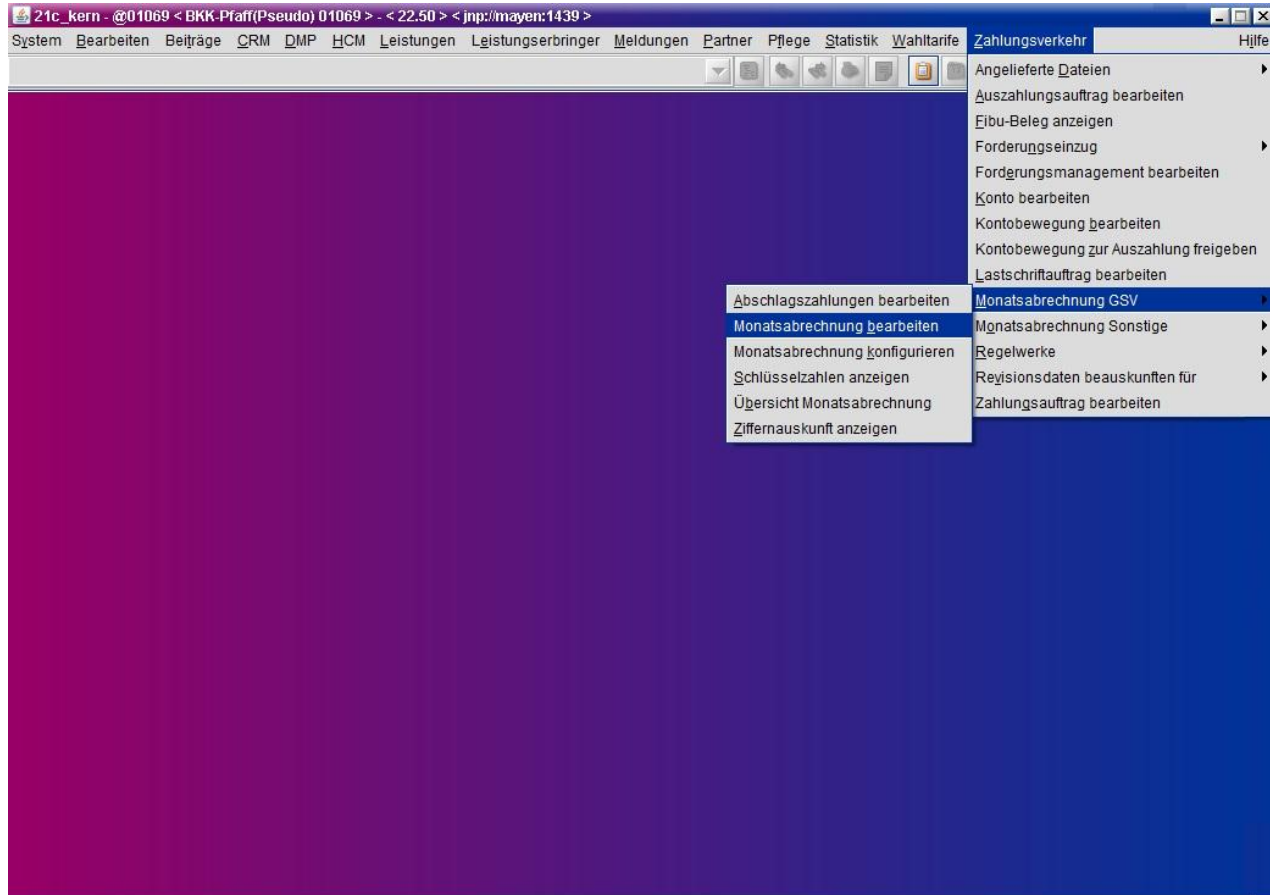 21c_kern - @01069 < BKK-Pfaff(Pseudo) 01069 > - < 22.50 > < jnp://mayen:1439 >
System Bearbeiten Beiträge CRM DMP HCM Leistungen Leistungserbringer Meldungen Partner Pflege Statistik Wahltarife Zahlungsverkehr Hilfe
Angelieferte Dateien
Auszahlungsauftrag bearbeiten
Fibu-Beleg anzeigen
Forderungseinzug
Forderungsmanagement bearbeiten
Konto bearbeiten
Kontobewegung bearbeiten
Kontobewegung zur Auszahlung freigeben
Lastschriftauftrag bearbeiten
Monatsabrechnung GSV
Monatsabrechnung Sonstige
Regelwerke
Revisionsdaten beauskunften für
Zahlungsauftrag bearbeiten
Abschlagszahlungen bearbeiten
Monatsabrechnung bearbeiten
Monatsabrechnung konfigurieren
Schlüsselzahlen anzeigen
Übersicht Monatsabrechnung
Ziffernauskunft anzeigen